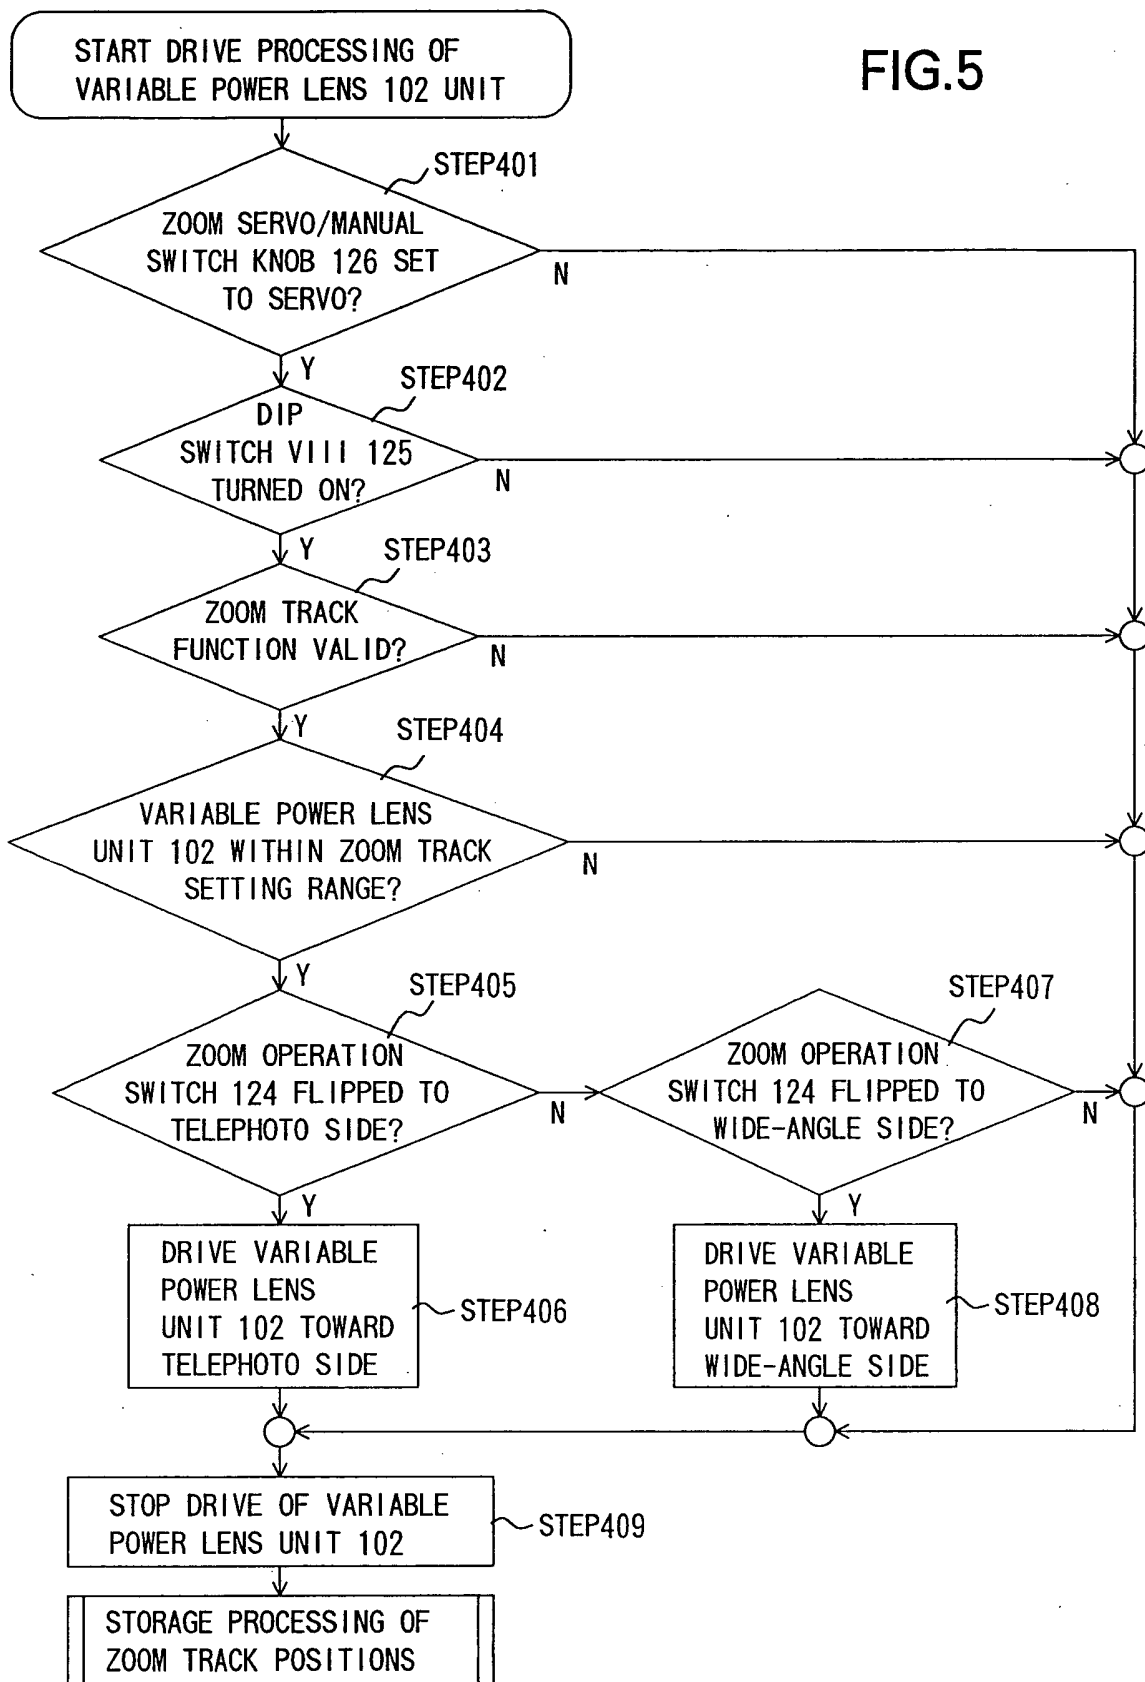 START DRIVE PROCESSING OF
VARIABLE POWER LENS 102 UNIT
FIG.5
STEP401
ZOOM SERVO/MANUAL
SWITCH KNOB 126 SET
TO SERVO?
N
Y
STEP402
DIP
SWITCH VIII 125
TURNED ON?
N
Y
STEP403
ZOOM TRACK
FUNCTION VALID?
N
Y
STEP404
VARIABLE POWER LENS
UNIT 102 WITHIN ZOOM TRACK
SETTING RANGE?
N
Y
STEP405
ZOOM OPERATION
SWITCH 124 FLIPPED TO
TELEPHOTO SIDE?
N
Y
STEP407
ZOOM OPERATION
SWITCH 124 FLIPPED TO
WIDE-ANGLE SIDE?
N
Y
DRIVE VARIABLE
POWER LENS
UNIT 102 TOWARD
TELEPHOTO SIDE
STEP406
DRIVE VARIABLE
POWER LENS
UNIT 102 TOWARD
WIDE-ANGLE SIDE
STEP408
STOP DRIVE OF VARIABLE
POWER LENS UNIT 102
STEP409
STORAGE PROCESSING OF
ZOOM TRACK POSITIONS